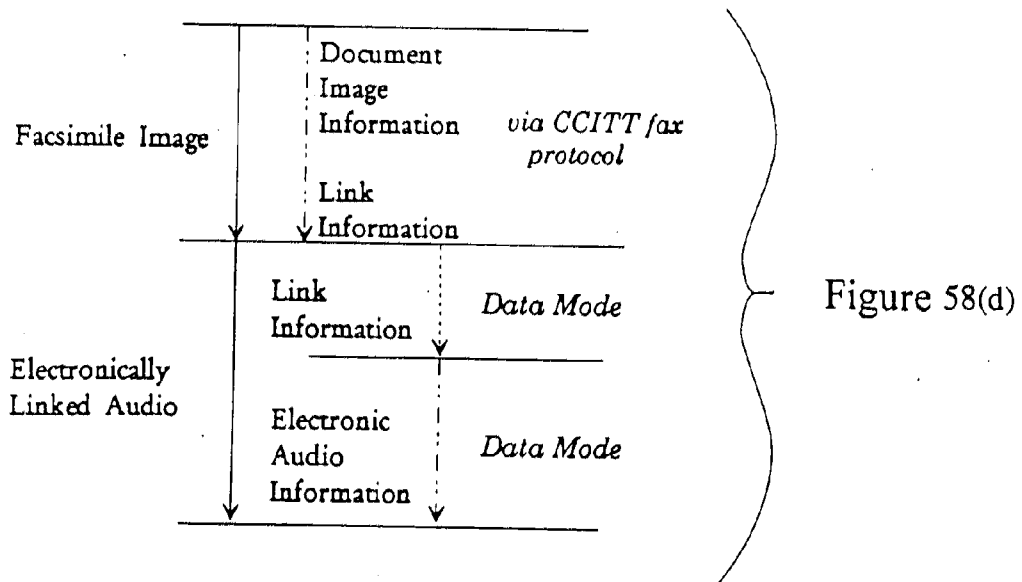 Document
Image
Information
via CCITT fax
protocol
Facsimile Image
Link
Information
Link
Information
Data Mode
Figure 58(d)
Electronically
Linked Audio
Electronic
Audio
Information
Data Mode